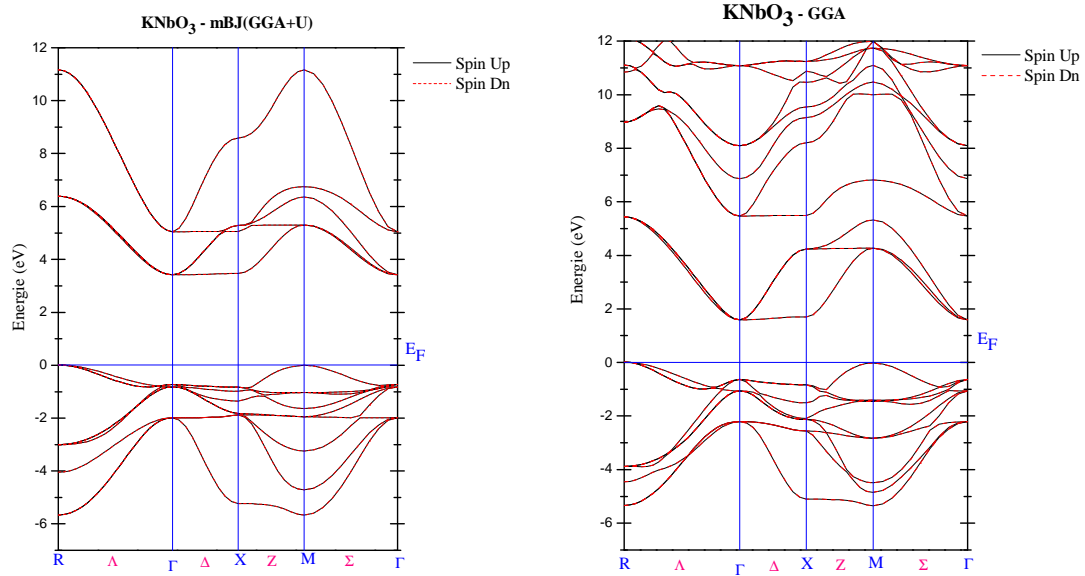 KNbO3 - mBJ(GGA+U)
Spin Up
Spin Dn
12
10
8
6
4
2
0
-2
-4
-6
Energie (eV)
EF
R Λ Γ Δ X Z M Σ Γ
KNbO3 - GGA
Spin Up
Spin Dn
12
10
8
6
4
2
0
-2
-4
-6
Energie (eV)
EF
R Λ Γ Δ X Z M Σ Γ